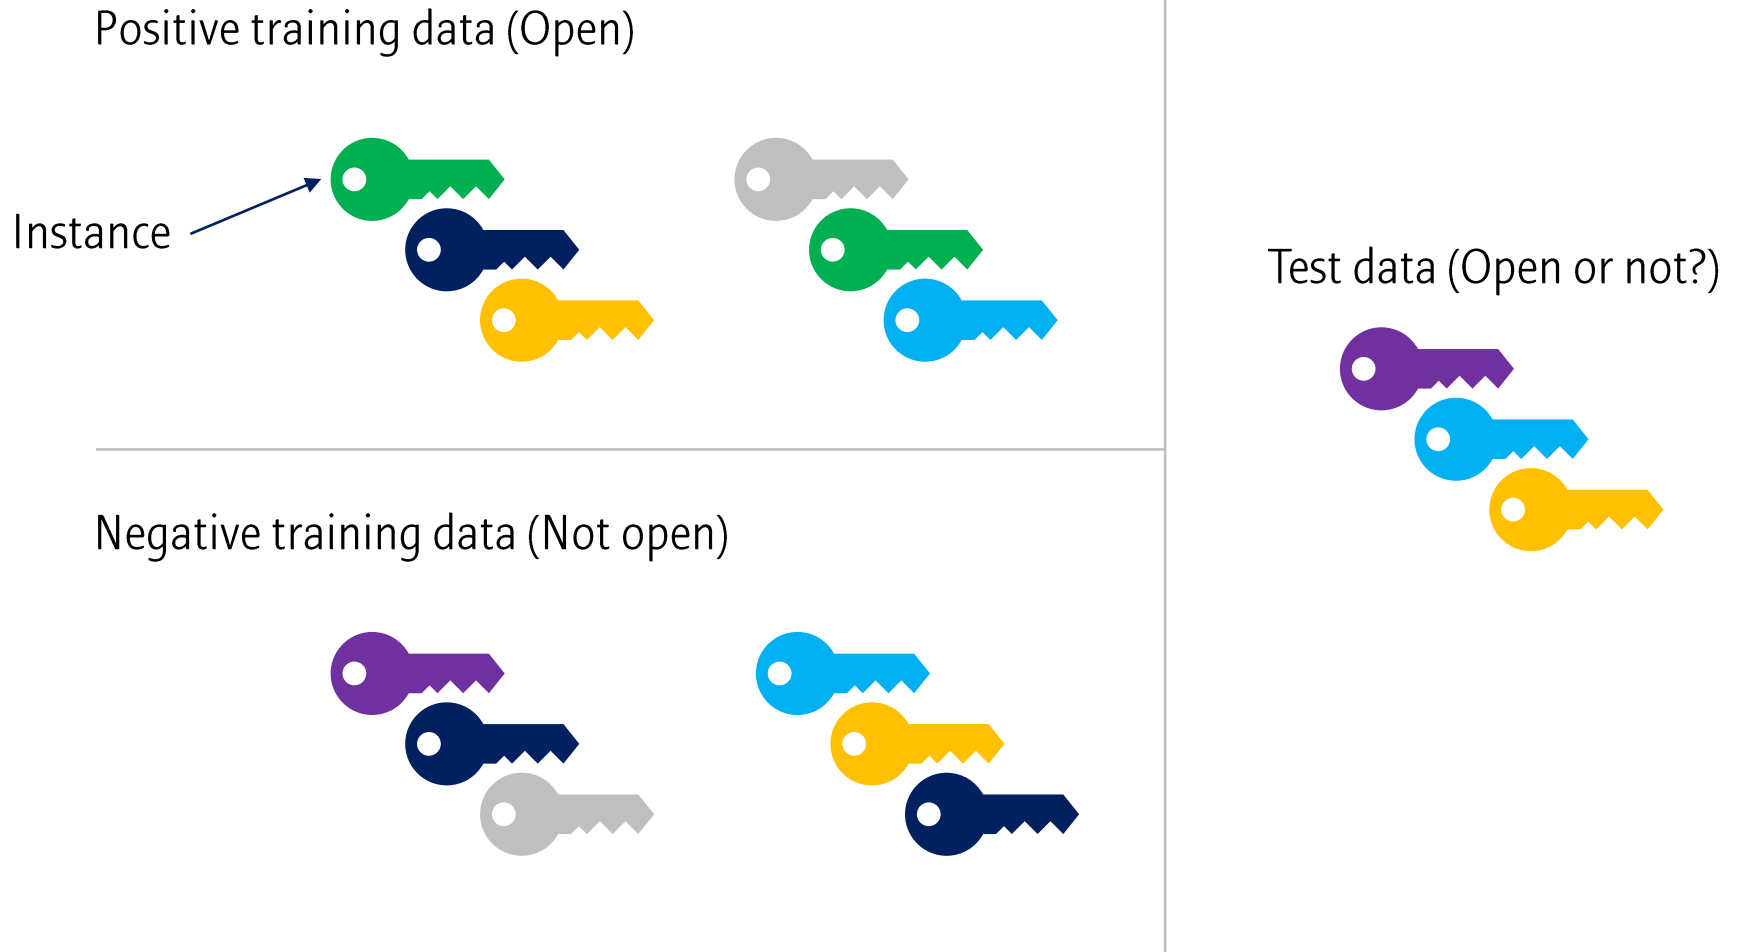 Positive training data (Open)
Instance
Test data (Open or not?)
Negative training data (Not open)